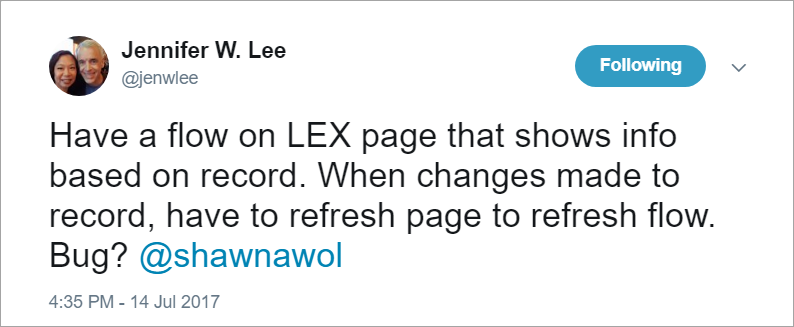 Jennifer W. Lee
@jenwlee
Following
Have a flow on LEX page that shows info
based on record. When changes made to
record, have to refresh page to refresh flow.
Bug? @shawnawol
4:35 PM - 14 Jul 2017